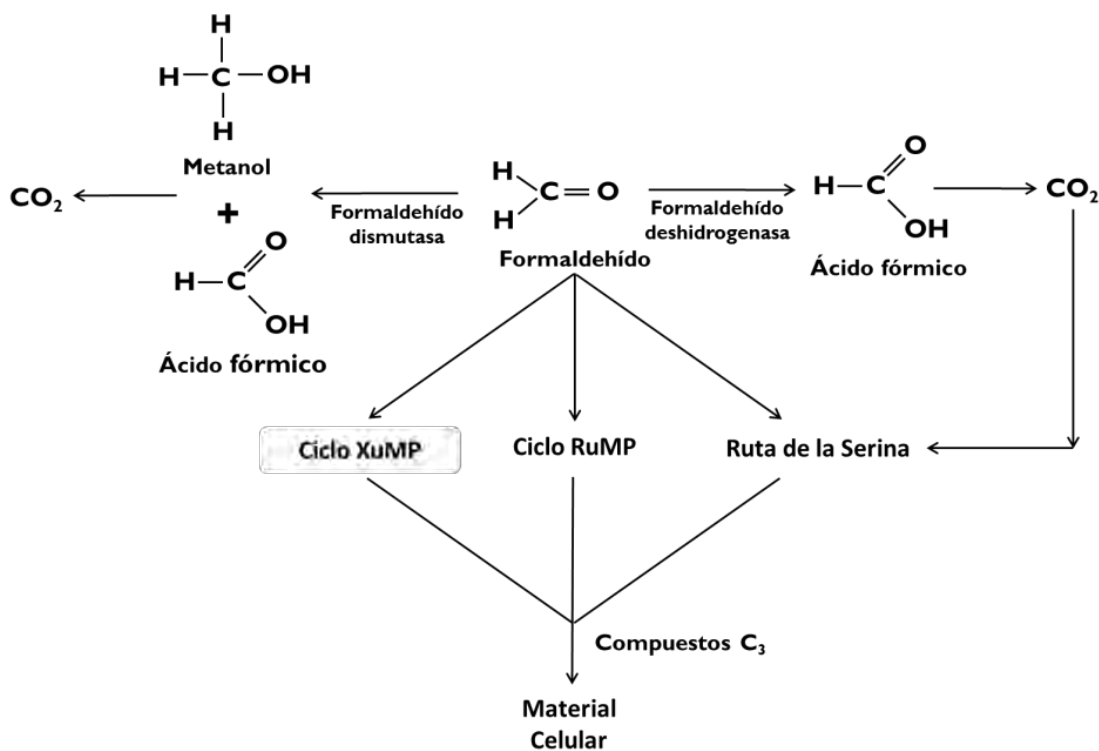 H
H—C—OH
H
Metanol
+
H—C
O
OH
Ácido fórmico
CO₂
Formaldehído
dismutasa
H
H
C=O
Formaldehído
Formaldehído
deshidrogenasa
H—C
O
OH
Ácido fórmico
CO₂
Ciclo XuMP
Ciclo RuMP
Ruta de la Serina
Compuestos C₃
Material
Celular